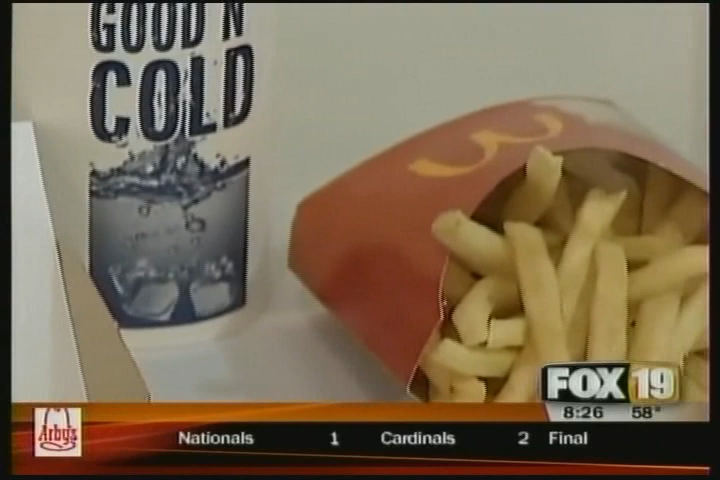 GOOD N
COLD
FOX 19
8:26 58°
Arby's
Nationals 1 Cardinals 2 Final